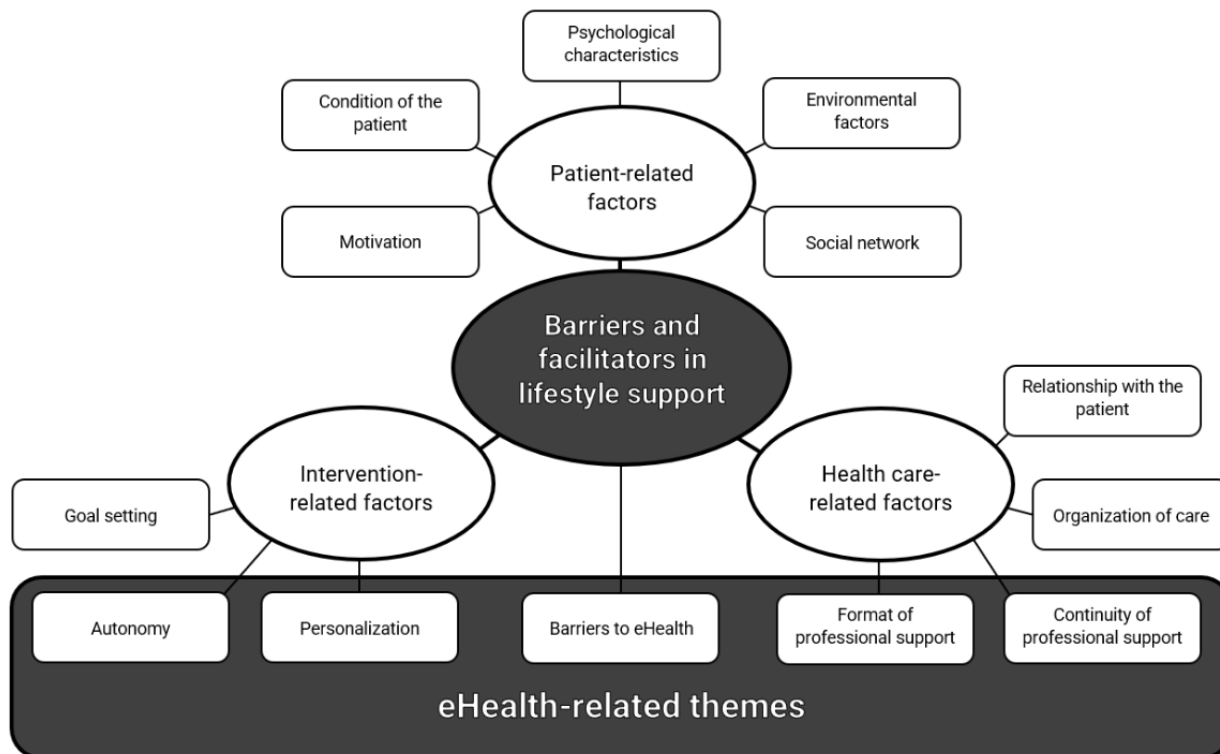 Psychological
characteristics
Condition of the
patient
Environmental
factors
Patient-related
factors
Motivation
Social network
Barriers and
facilitators in
lifestyle support
Relationship with the
patient
Intervention-
related factors
Health care-
related factors
Goal setting
Organization of care
Autonomy
Personalization
Barriers to eHealth
Format of
professional support
Continuity of
professional support
eHealth-related themes